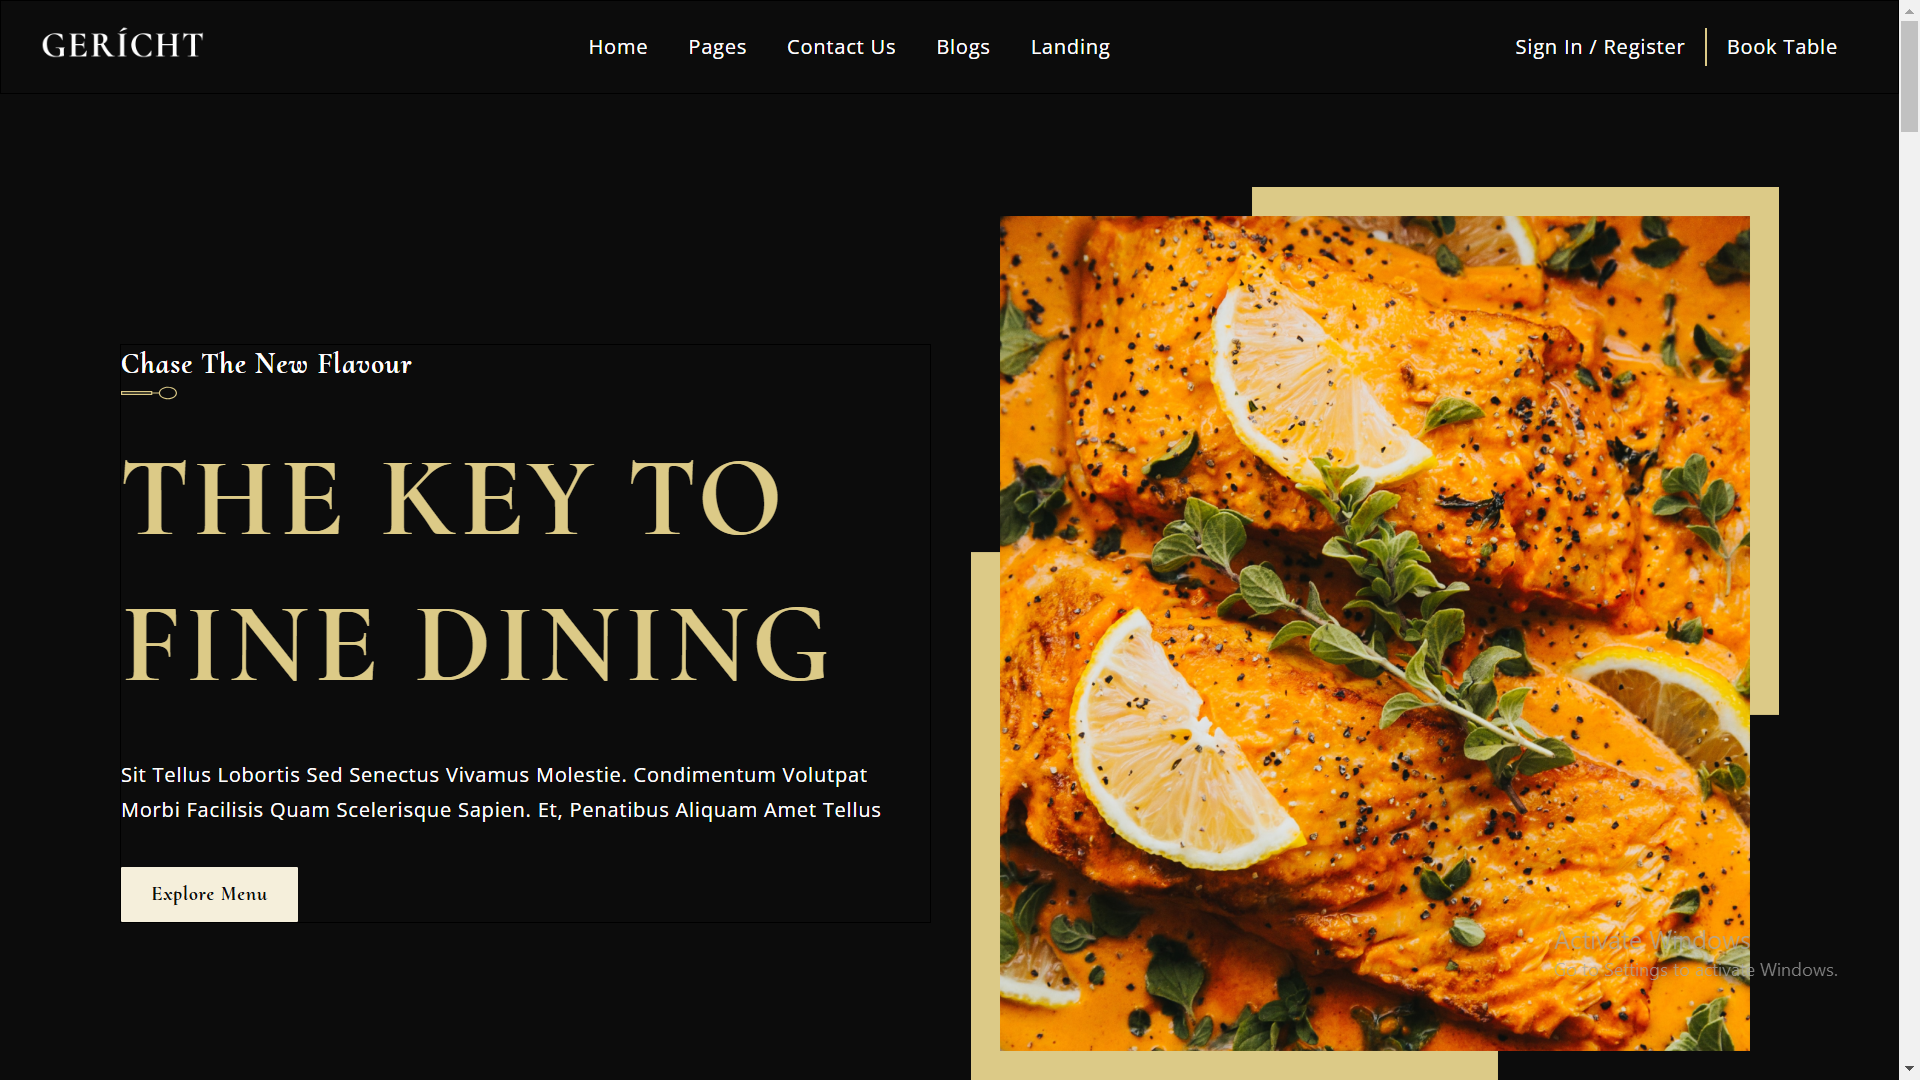 GERÍCHT
Home
Pages
Contact Us
Blogs
Landing
Sign In / Register
Book Table
Chase The New Flavour
THE KEY TO
FINE DINING
Sit Tellus Lobortis Sed Senectus Vivamus Molestie. Condimentum Volutpat
Morbi Facilisis Quam Scelerisque Sapien. Et, Penatibus Aliquam Amet Tellus
Explore Menu
Activate Windows
Go to Settings to activate Windows.